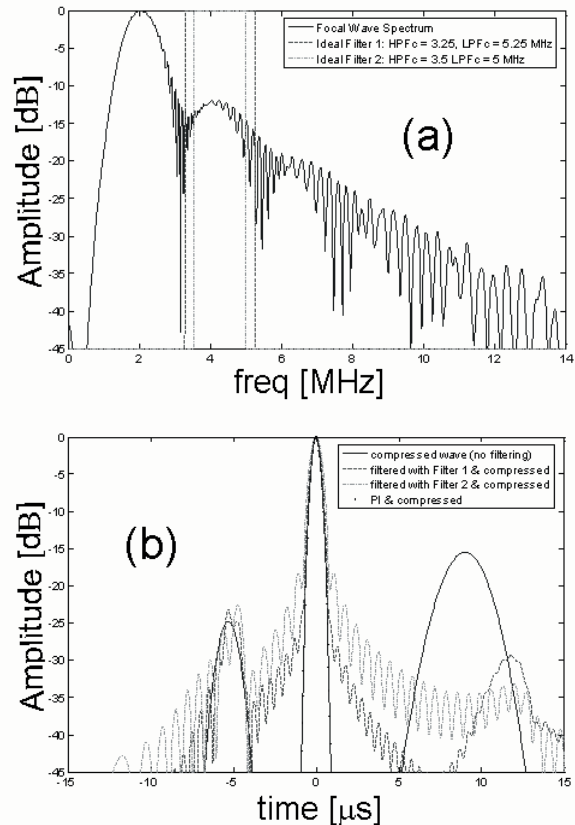 0
-5
-10
-15
-20
-25
-30
-35
-40
-45
Amplitude [dB]
Focal Wave Spectrum
Ideal Filter 1: HPFc = 3.25, LPFc = 5.25 MHz
Ideal Filter 2: HPFc = 3.5 LPFc = 5 MHz
(a)
0 2 4 6 8 10 12 14
freq [MHz]
0
-5
-10
-15
-20
-25
-30
-35
-40
-45
Amplitude [dB]
compressed wave (no filtering)
filtered with Filter 1 & compressed
filtered with Filter 2 & compressed
PI & compressed
(b)
-15 -10 -5 0 5 10 15
time [μs]